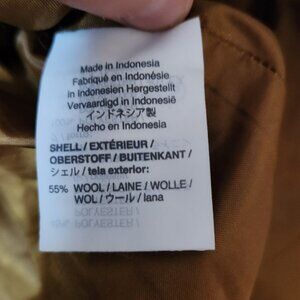 Made in Indonesia
Fabriqué en Indonésie
in Indonesien Hergestellt
Vervaardigd in Indonesië
インドネシア製
Hecho en Indonesia
SHELL / EXTÉRIEUR /
OBERSTOFF / BUITENKANT /
シェル / tela exterior:
55% WOOL / LAINE / WOLLE /
WOL / ウール / lana